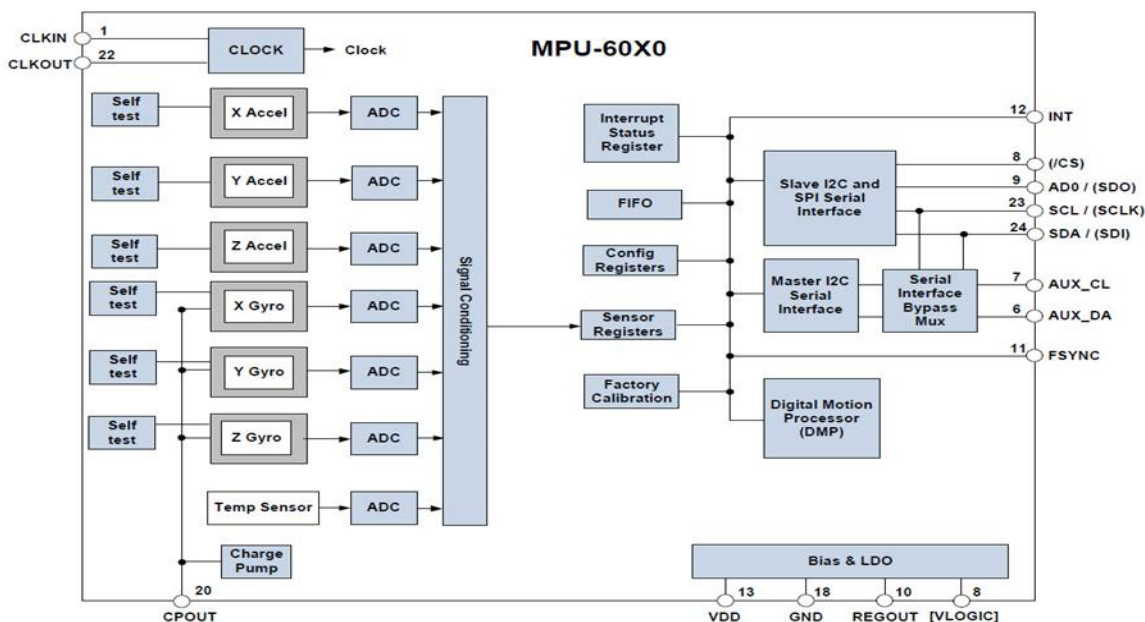 MPU-60X0
CLKIN
1
CLKOUT
22
CLOCK
Clock
Self
test
X Accel
ADC
Self
test
Y Accel
ADC
Self
test
Z Accel
ADC
Self
test
X Gyro
ADC
Self
test
Y Gyro
ADC
Self
test
Z Gyro
ADC
Temp Sensor
ADC
Signal Conditioning
Charge
Pump
20
CPOUT
Interrupt
Status
Register
FIFO
Config
Registers
Sensor
Registers
Factory
Calibration
Slave I2C and
SPI Serial
Interface
Master I2C
Serial
Interface
Serial
Interface
Bypass
Mux
Digital Motion
Processor
(DMP)
12
INT
8
(/CS)
9
AD0 / (SDO)
23
SCL / (SCLK)
24
SDA / (SDI)
7
AUX_CL
6
AUX_DA
11
FSYNC
Bias & LDO
13
18
10
8
VDD
GND
REGOUT
[VLOGIC]